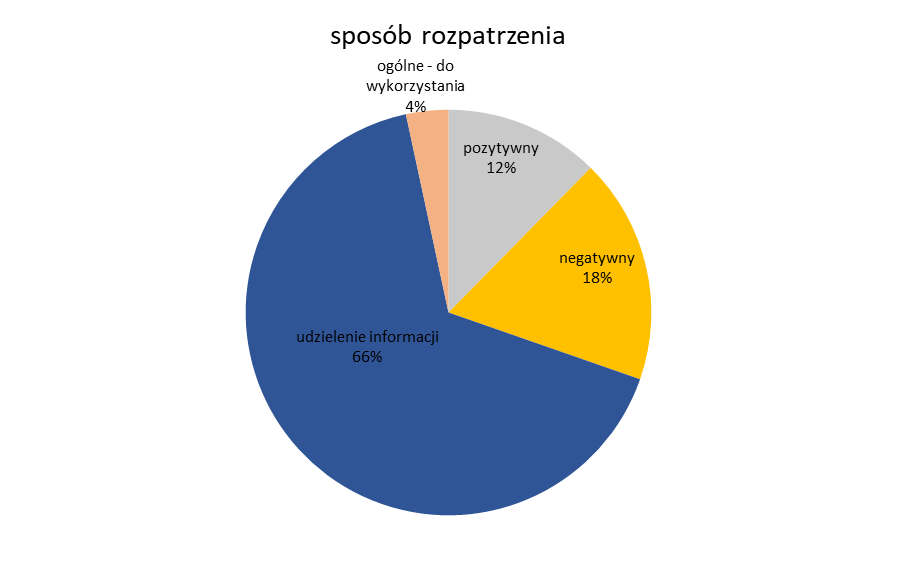 sposób rozpatrzenia
ogólne - do
wykorzystania
4%
pozytywny
12%
negatywny
18%
udzielenie informacji
66%